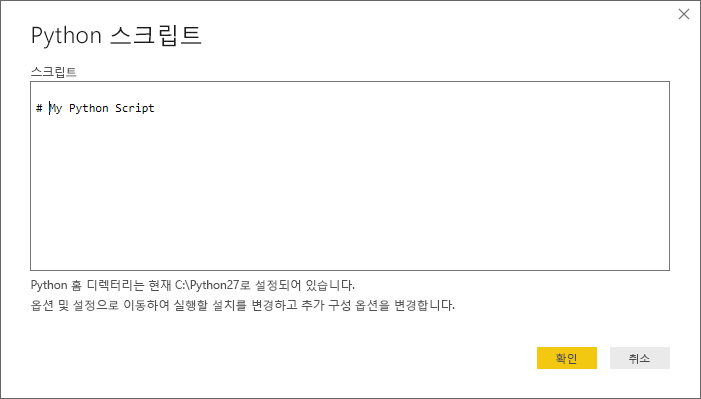 Python 스크립트
스크립트
# My Python Script
Python 홈 디렉터리는 현재 C:\Python27로 설정되어 있습니다.
옵션 및 설정으로 이동하여 실행할 설치를 변경하고 추가 구성 옵션을 변경합니다.
확인 취소